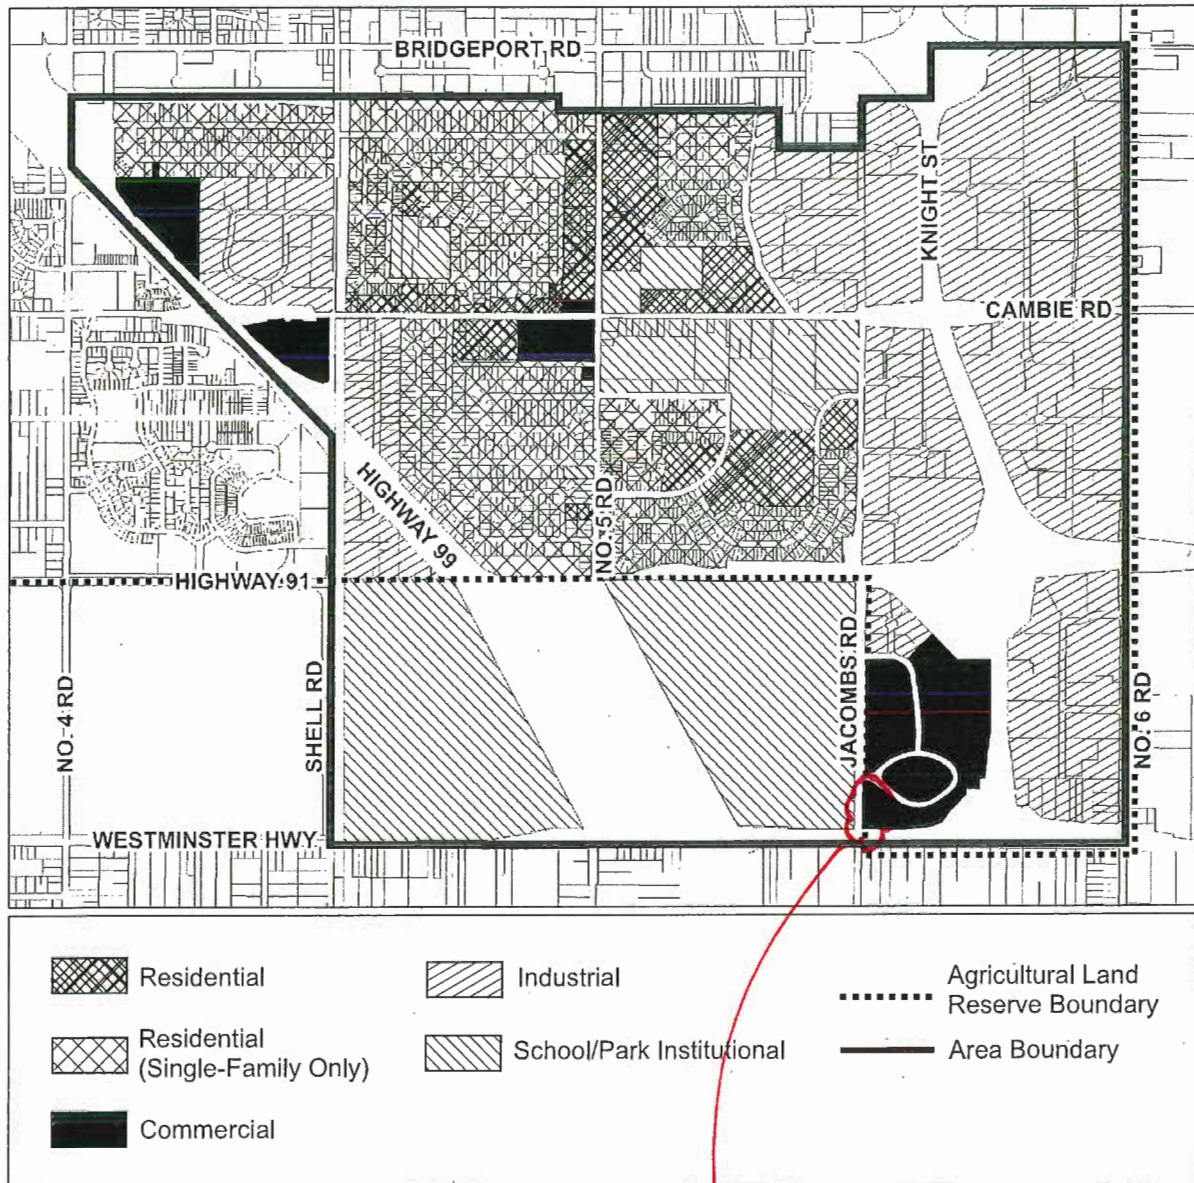 BRIDGEPORT RD
KNIGHT ST
CAMBIE RD
HIGHWAY 99
NO. 5 RD
HIGHWAY 91
NO. 4 RD
SHELL RD
JACOMBS RD
NO. 6 RD
WESTMINSTER HWY
Residential
Residential
(Single-Family Only)
Commercial
Industrial
School/Park Institutional
Agricultural Land
Reserve Boundary
Area Boundary